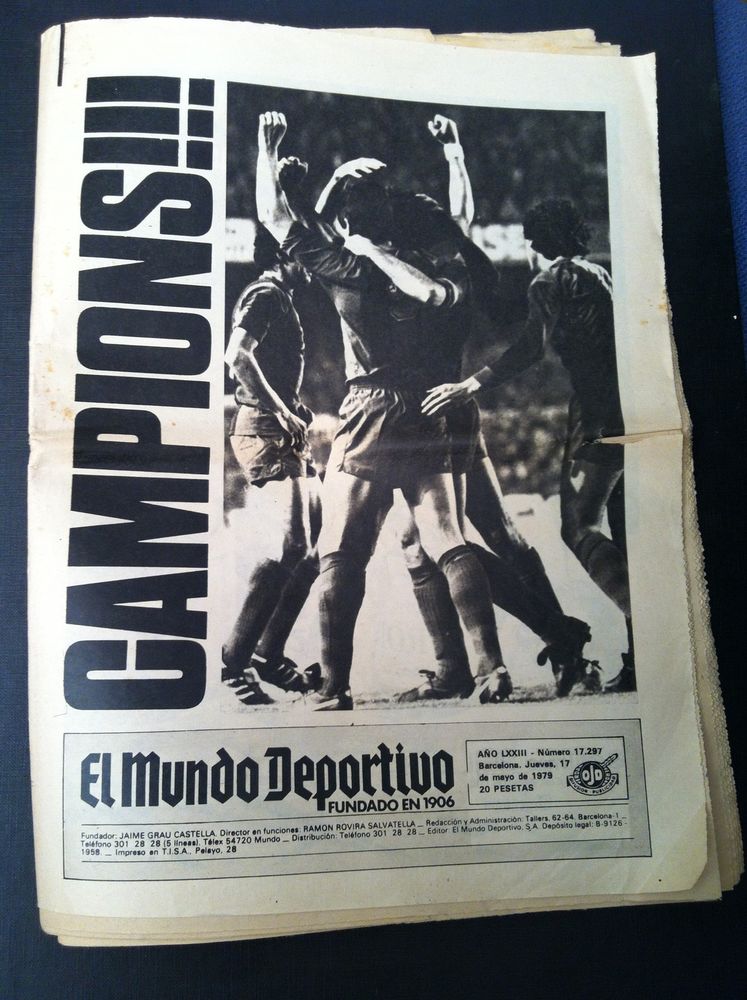 CAMPIONS!!!
El Mundo Deportivo
FUNDADO EN 1906
AÑO LXXIII - Número 17.297
Barcelona, Jueves, 17
de mayo de 1979
20 PESETAS
OJD
Fundador: JAIME GRAU CASTELLA. Director en funciones: RAMON ROVIRA SALVATELLA _ Redacción y Administración: Tallers, 62-64. Barcelona-1 _
Teléfono 301 28 28 (5 líneas). Télex 54720 Mundo _ Distribución: Teléfono 301 28 28 _ Editor: El Mundo Deportivo, S.A. Depósito legal: B-9126-
1958. _ Impreso en T.I.S.A., Pelayo, 28